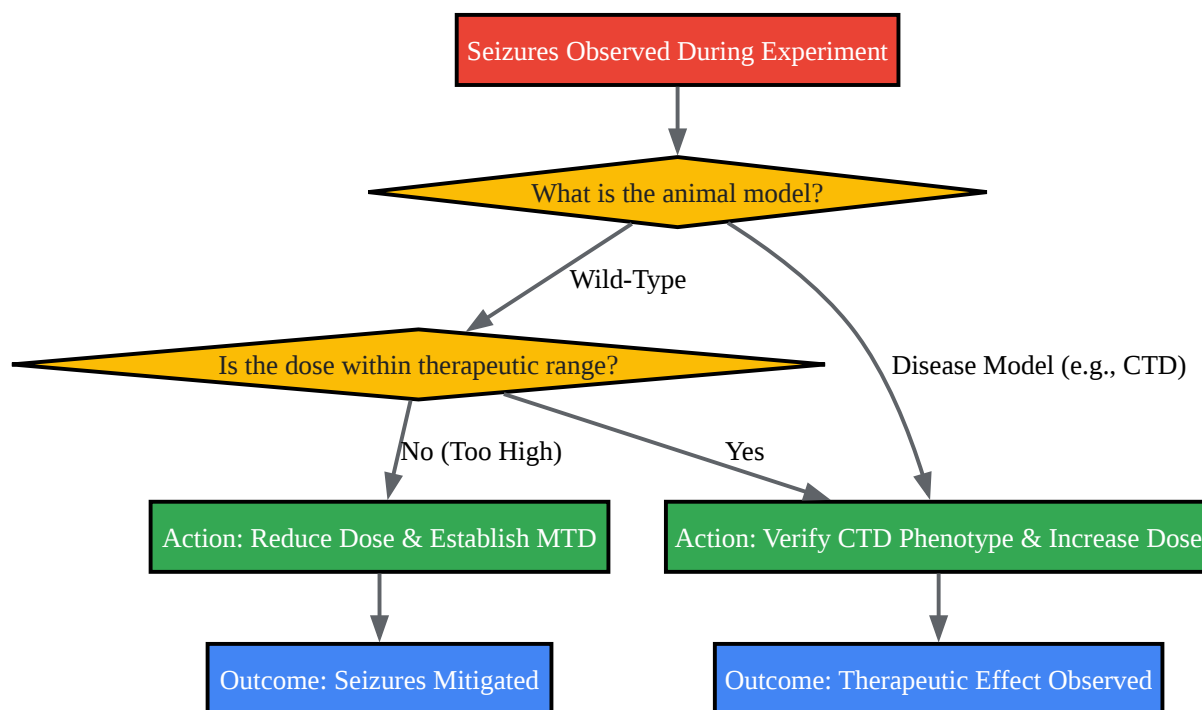 Seizures Observed During Experiment
What is the animal model?
Wild-Type
Is the dose within therapeutic range?
Disease Model (e.g., CTD)
No (Too High)
Yes
Action: Reduce Dose & Establish MTD
Action: Verify CTD Phenotype & Increase Dose
Outcome: Seizures Mitigated
Outcome: Therapeutic Effect Observed